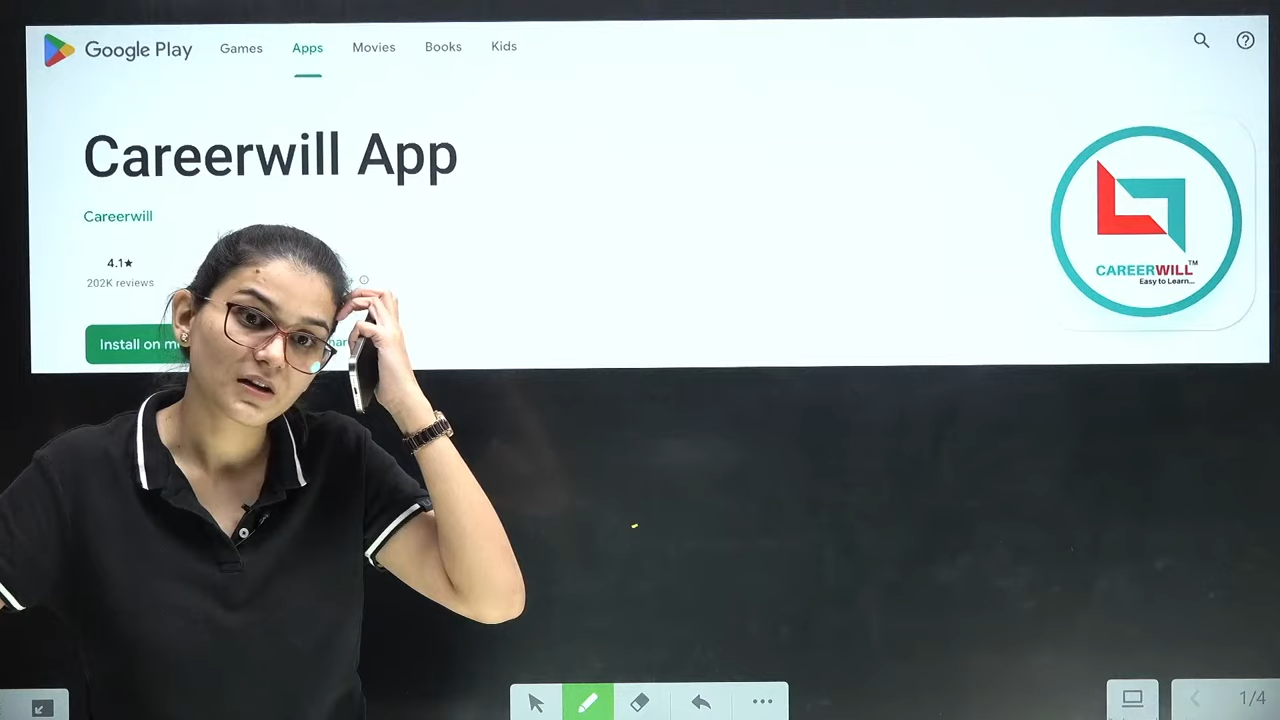 Google Play Games Apps Movies Books Kids
Careerwill App
Careerwill
4.1★
202K reviews
Install on
CAREERWILL™
Easy to Learn...
1/4